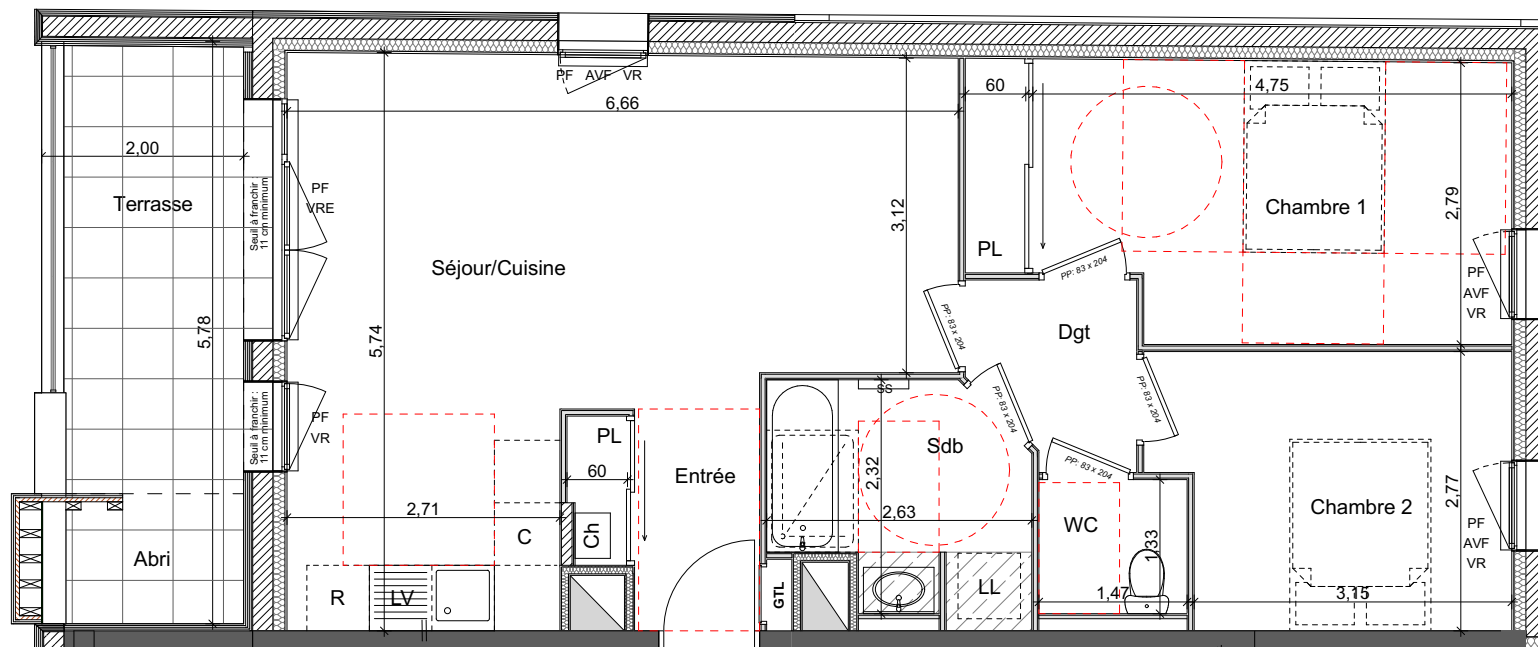 PF AVF VR
6,66
60
4,75
2,00
Terrasse
Seuil à franchir :
11 cm minimum
PF
VRE
3,12
2,79
Chambre 1
PL
Séjour/Cuisine
PP: 83 x 204
PF
AVF
VR
5,78
5,74
PP: 83 x 204
Dgt
Seuil à franchir :
11 cm minimum
PF
VR
SS
PP: 83 x 204
PP: 83 x 204
PL
60
Entrée
Sdb
2,32
PP: 83 x 204
2,71
C
Ch
2,63
WC
1,33
Chambre 2
2,77
PF
AVF
VR
Abri
R
LV
GTL
LL
1,47
3,15